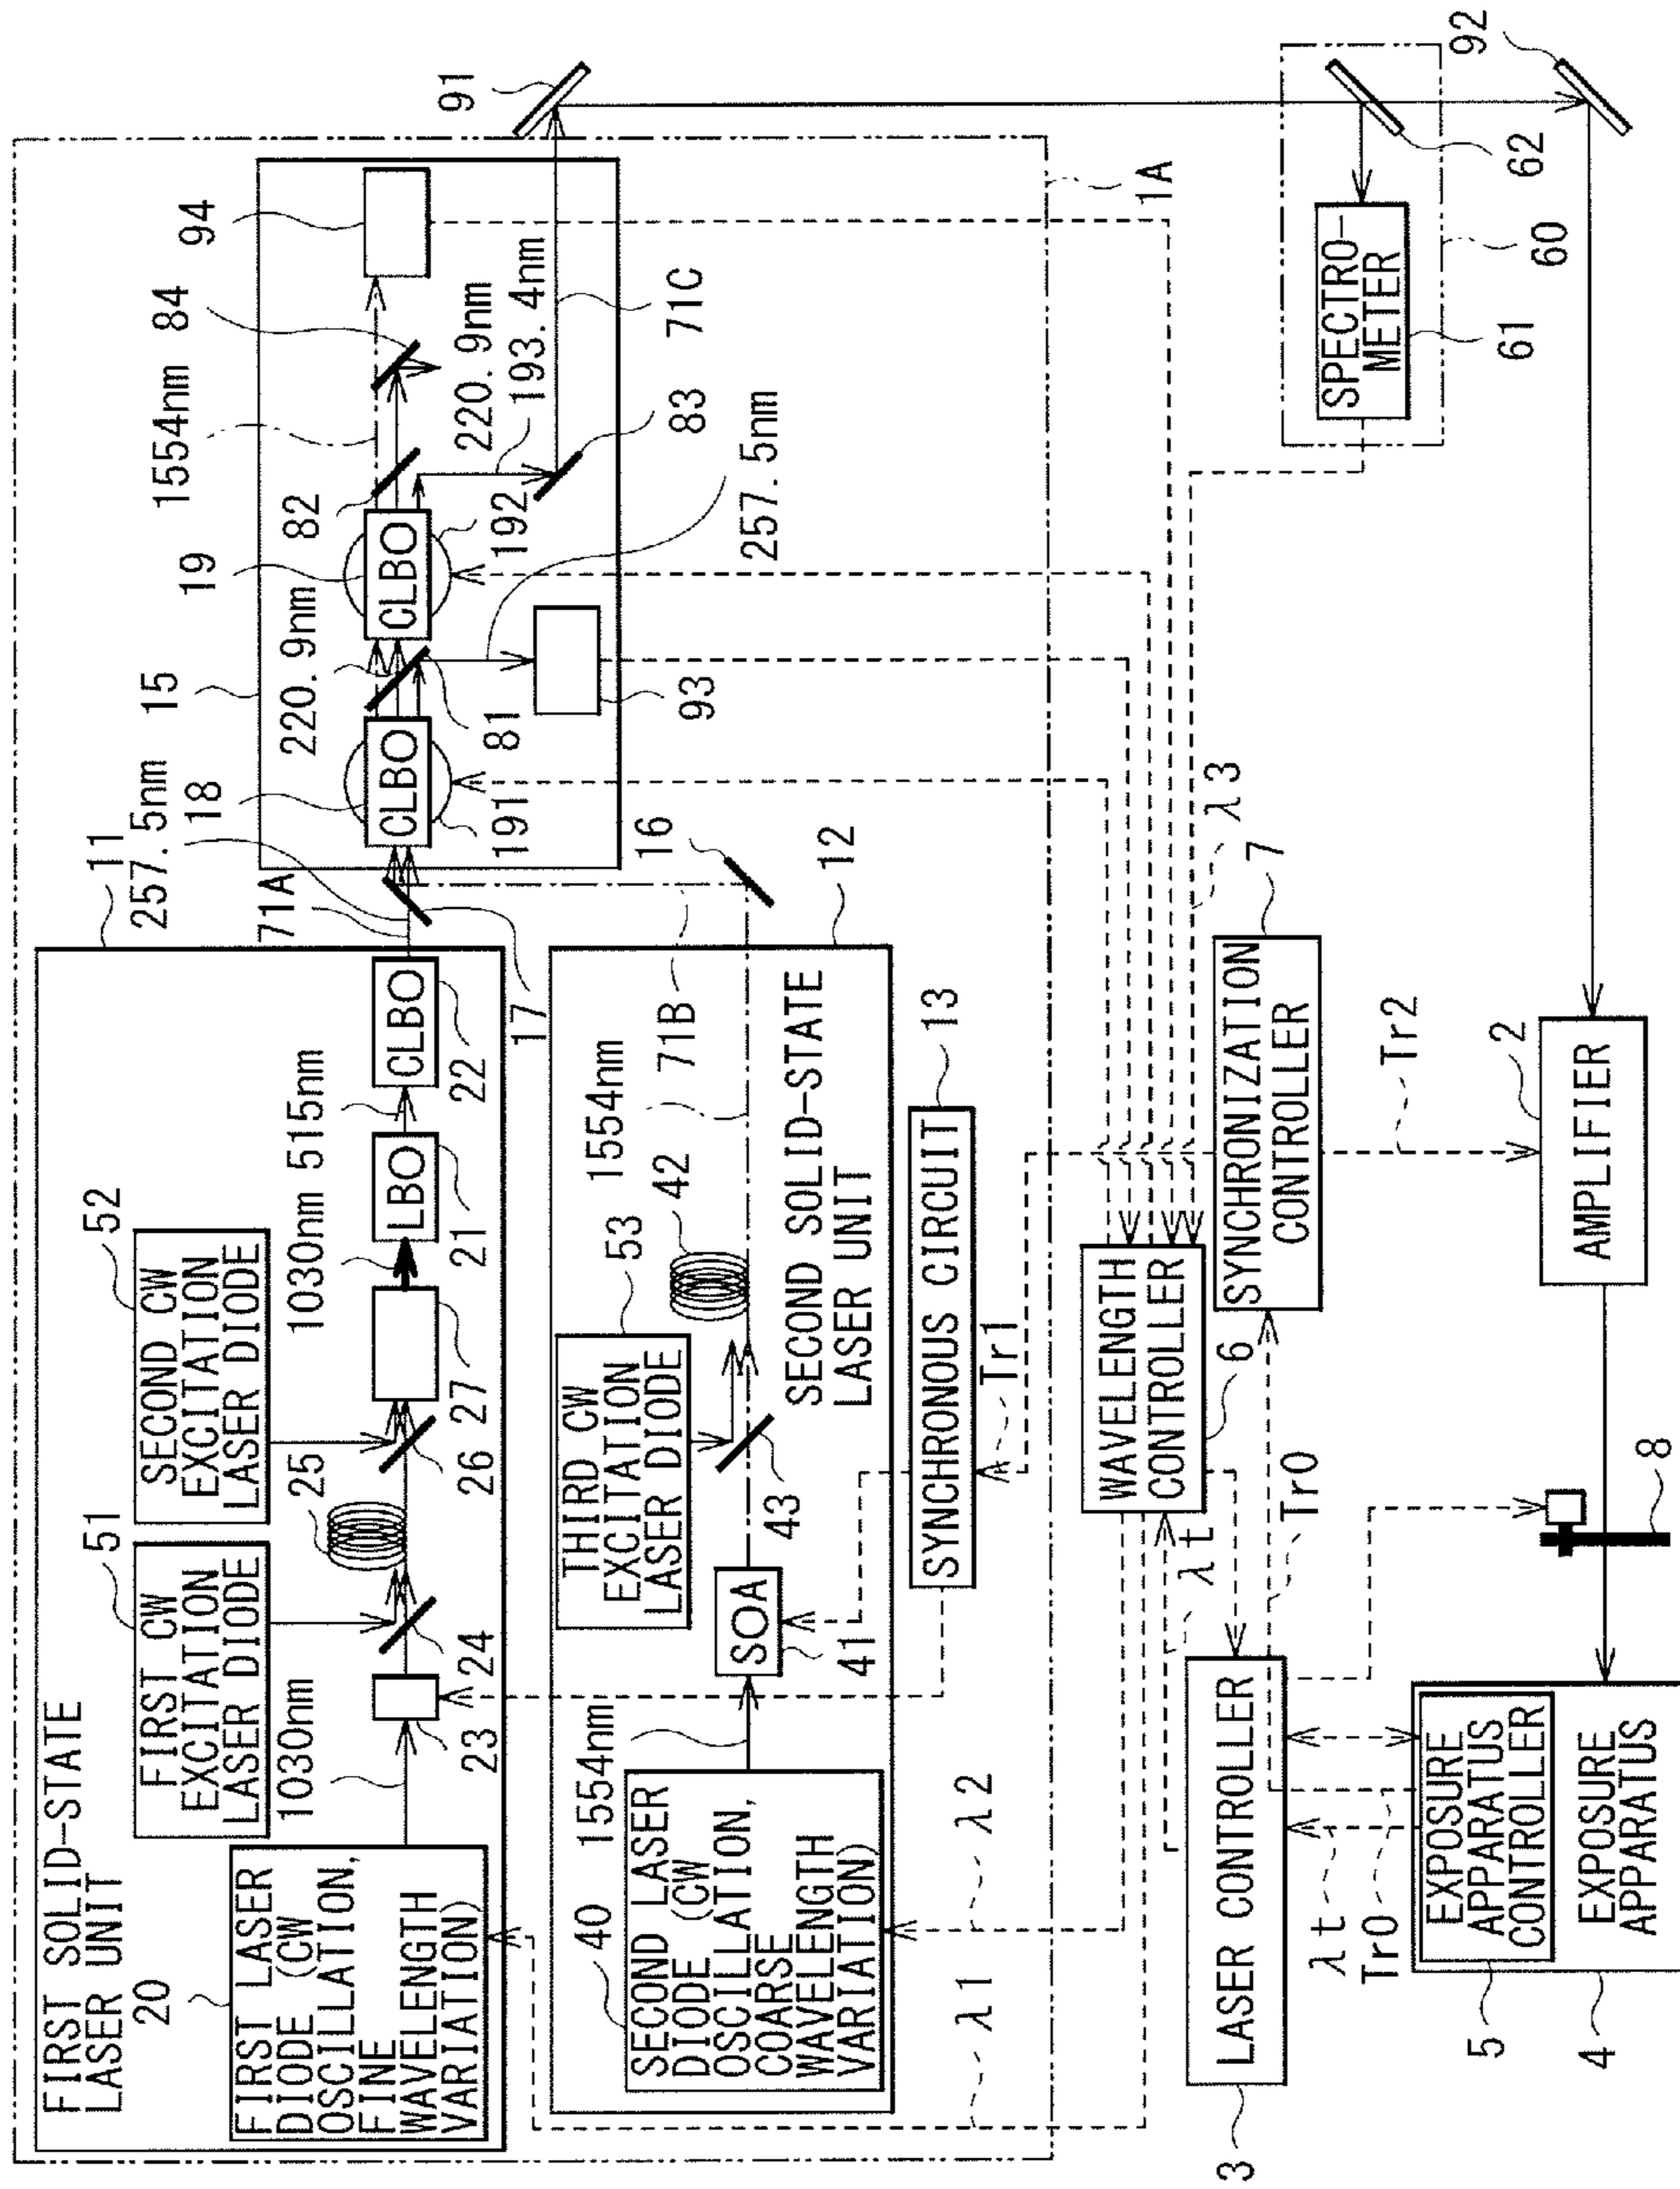 FIRST SOLID-STATE
LASER UNIT
11
257.5nm
71A
20
FIRST LASER
DIODE (CW
OSCILLATION,
FINE
WAVELENGTH
VARIATION)
51
FIRST CW
EXCITATION
LASER DIODE
1030nm
23
24
25
52
SECOND CW
EXCITATION
LASER DIODE
26
27
1030nm
515nm
LBO
21
CLBO
22
17
15
18
CLBO
191
220.9nm
81
93
19
CLBO
192
82
1554nm
84
94
220.9nm
193.4nm
83
257.5nm
71C
91
40
SECOND LASER
DIODE (CW
OSCILLATION,
COARSE
WAVELENGTH
VARIATION)
1554nm
SOA
41
THIRD CW
EXCITATION
LASER DIODE
53
43
42
1554nm
71B
16
SECOND SOLID-STATE
LASER UNIT
12
SYNCHRONOUS CIRCUIT
13
1A
Tr1
λ1
λ2
WAVELENGTH
CONTROLLER
6
λ3
SYNCHRONIZATION
CONTROLLER
7
Tr2
SPECTRO-
METER
61
62
60
92
3
LASER CONTROLLER
λt
Tr0
λt
Tr0
EXPOSURE
APPARATUS
CONTROLLER
5
EXPOSURE
APPARATUS
4
8
AMPLIFIER
2